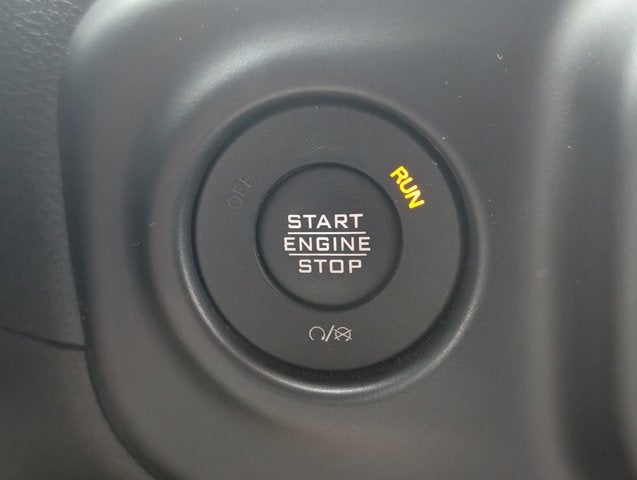 OFF
ACC
RUN
START
ENGINE
STOP